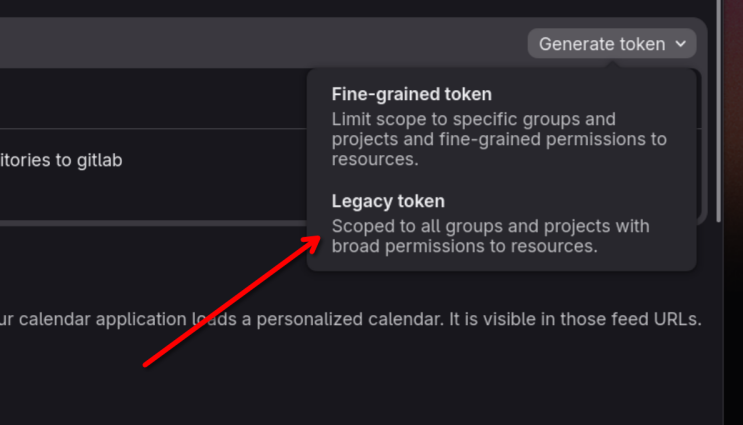 Generate token
Fine-grained token
Limit scope to specific groups and
projects and fine-grained permissions to
resources.
itories to gitlab
Legacy token
Scoped to all groups and projects with
broad permissions to resources.
ur calendar application loads a personalized calendar. It is visible in those feed URLs.